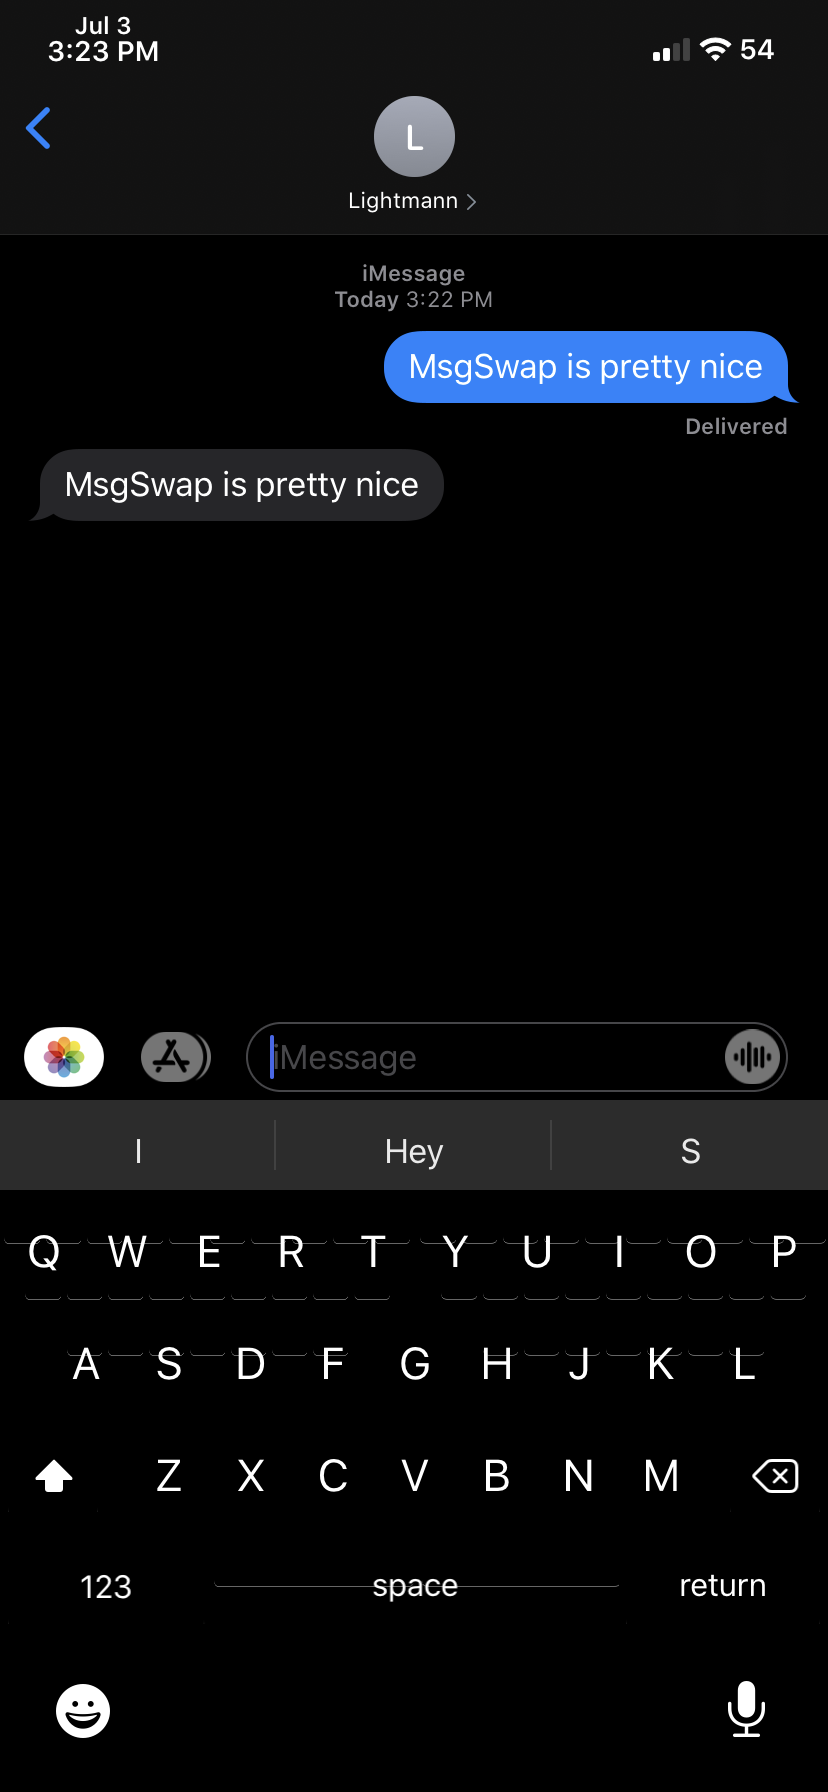 Jul 3
3:23 PM
54
L
Lightmann
iMessage
Today 3:22 PM
MsgSwap is pretty nice
Delivered
MsgSwap is pretty nice
iMessage
I Hey S
Q W E R T Y U I O P
A S D F G H J K L
Z X C V B N M
123 space return